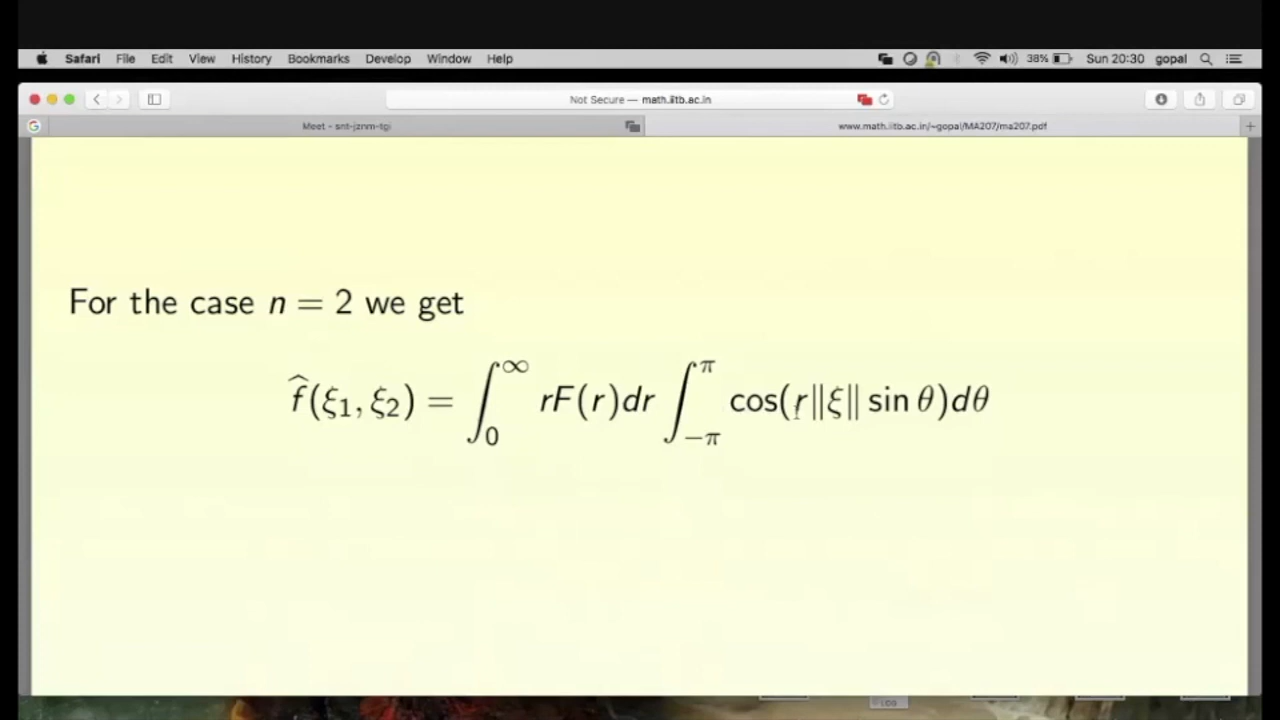 Safari File Edit View History Bookmarks Develop Window Help 38% Sun 20:30 gopal
Not Secure — math.iitb.ac.in
Meet - snt-jznm-tgi www.math.iitb.ac.in/~gopal/MA207/ma207.pdf
For the case n = 2 we get
f̂(ξ₁, ξ₂) = ∫₀^∞ rF(r)dr ∫_{−π}^{π} cos(r‖ξ‖ sin θ)dθ
LOG